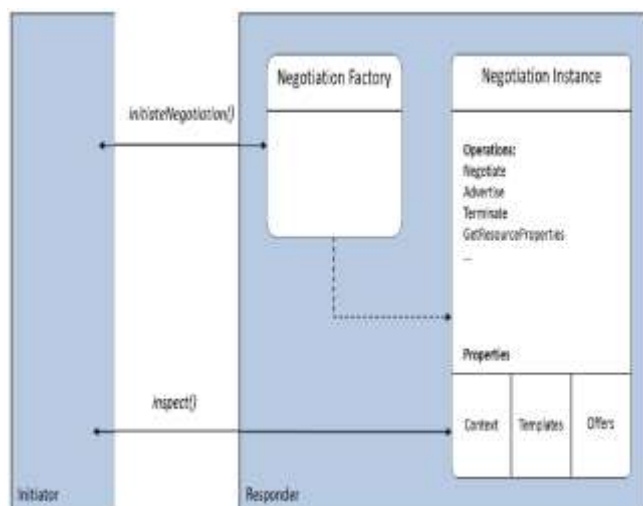 Negotiation Factory
Negotiation Instance
initiateNegotiation()
Operations:
Negotiate
Advertise
Terminate
GetResourceProperties
...
Properties
Inspect()
Context
Templates
Offers
Initiator
Responder